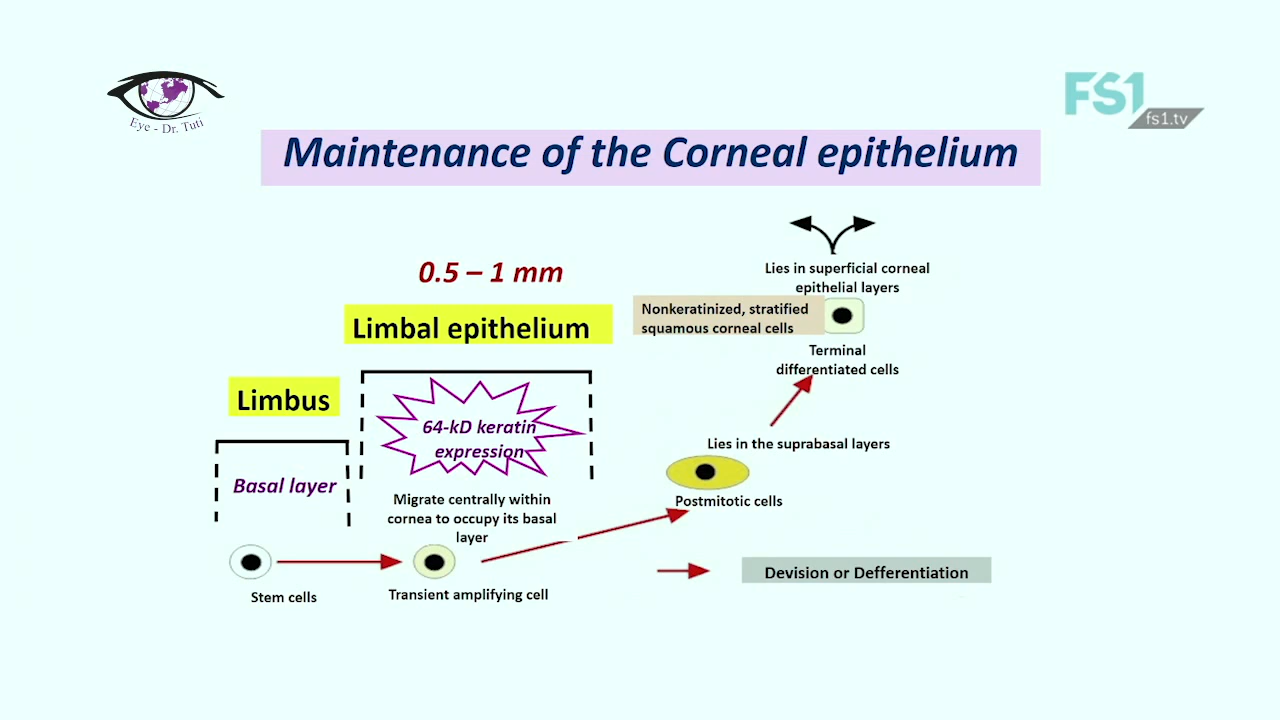 Eye - Dr. Tuti
FS1
fs1.tv
Maintenance of the Corneal epithelium
Lies in superficial corneal
epithelial layers
0.5 – 1 mm
Nonkeratinized, stratified
squamous corneal cells
Limbal epithelium
Terminal
differentiated cells
Limbus
64-kD keratin
expression
Lies in the suprabasal layers
Basal layer
Migrate centrally within
cornea to occupy its basal
layer
Postmitotic cells
Devision or Defferentiation
Stem cells
Transient amplifying cell